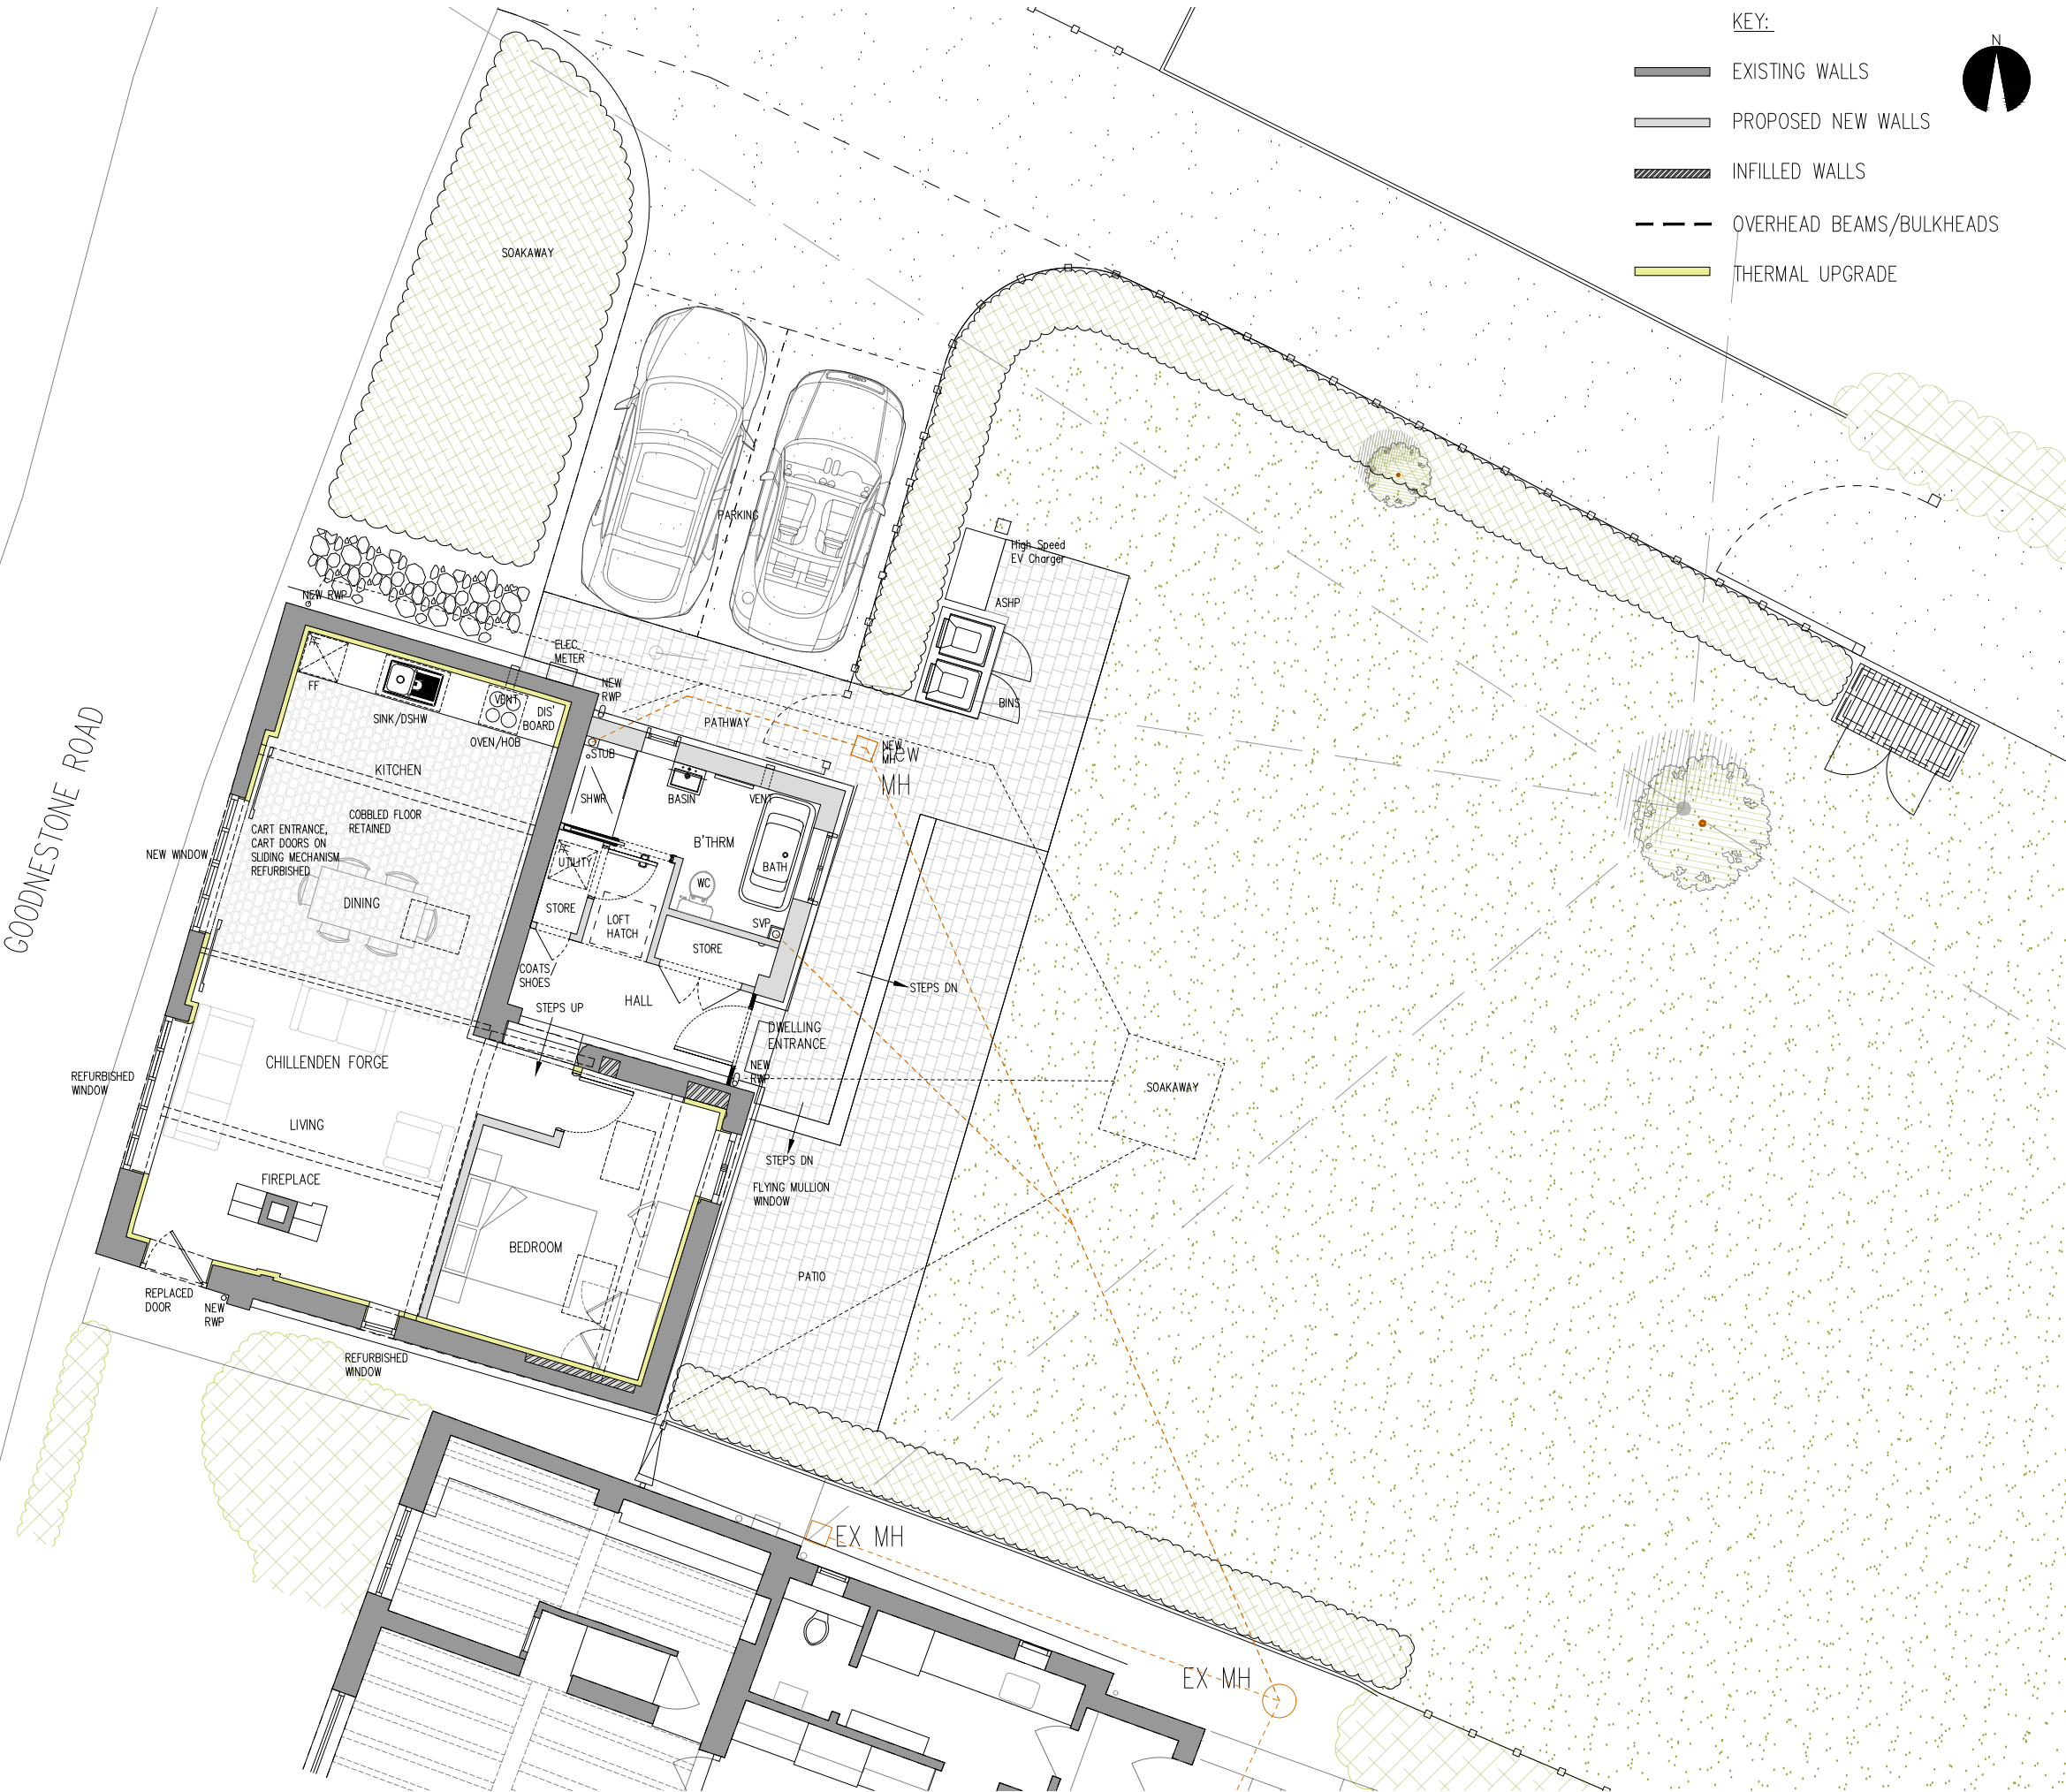 KEY:
N
EXISTING WALLS
PROPOSED NEW WALLS
INFILLED WALLS
OVERHEAD BEAMS/BULKHEADS
THERMAL UPGRADE
SOAKAWAY
PARKING
High Speed
EV Charger
ASHP
BINS
NEW RWP
ELEC
METER
NEW
RWP
PATHWAY
NEW
MH
new
MH
FF
SINK/DSHW
VENT
OVEN/HOB
DIS'
BOARD
STUB
KITCHEN
SHWR
BASIN
VENT
COBBLED FLOOR
RETAINED
CART ENTRANCE,
CART DOORS ON
SLIDING MECHANISM
REFURBISHED
NEW WINDOW
GOODNESTONE ROAD
DINING
UTILITY
B'THRM
BATH
WC
STORE
LOFT
HATCH
SVP
STORE
COATS/
SHOES
HALL
STEPS UP
STEPS DN
DWELLING
ENTRANCE
NEW
RWP
SOAKAWAY
CHILLENDEN FORGE
REFURBISHED
WINDOW
LIVING
FIREPLACE
STEPS DN
FLYING MULLION
WINDOW
BEDROOM
PATIO
REPLACED
DOOR
NEW
RWP
REFURBISHED
WINDOW
EX MH
EX MH